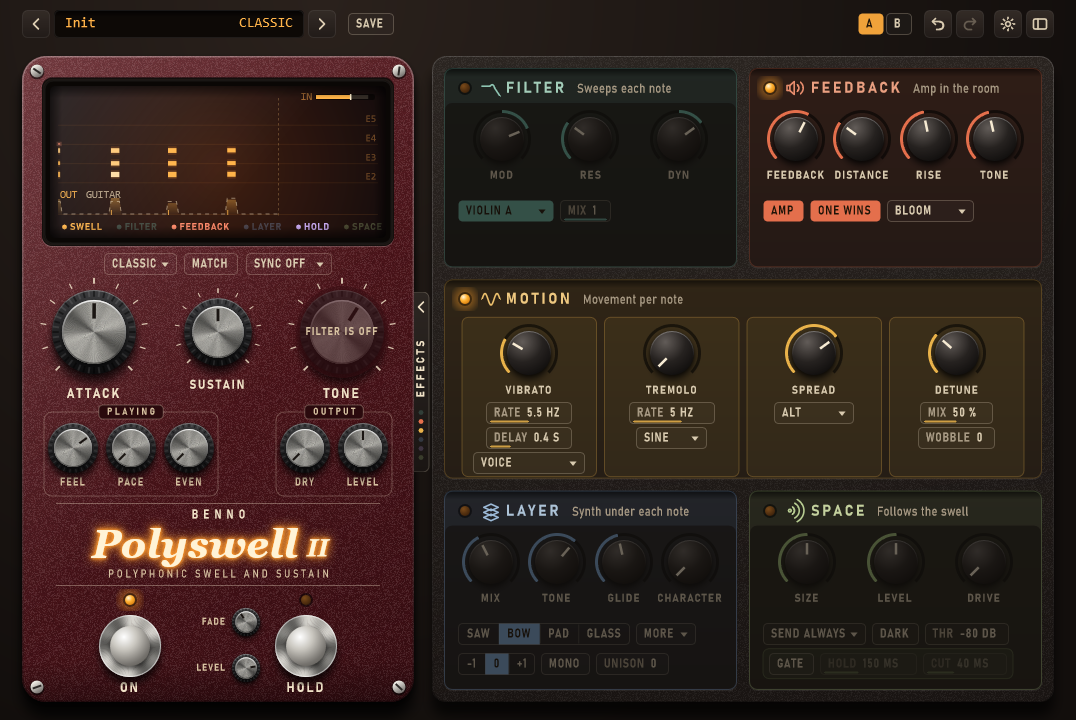 Init CLASSIC SAVE A B
IN
E5
E4
E3
E2
OUT GUITAR
SWELL FILTER FEEDBACK LAYER HOLD SPACE
CLASSIC MATCH SYNC OFF
FILTER IS OFF
ATTACK SUSTAIN TONE
PLAYING OUTPUT
FEEL PACE EVEN DRY LEVEL
BENNO
Polyswell II
POLYPHONIC SWELL AND SUSTAIN
FADE
LEVEL
ON HOLD
EFFECTS
FILTER Sweeps each note
MOD RES DYN
VIOLIN A MIX 1
FEEDBACK Amp in the room
FEEDBACK DISTANCE RISE TONE
AMP ONE WINS BLOOM
MOTION Movement per note
VIBRATO TREMOLO SPREAD DETUNE
RATE 5.5 HZ RATE 5 HZ ALT MIX 50 %
DELAY 0.4 S SINE WOBBLE 0
VOICE
LAYER Synth under each note
MIX TONE GLIDE CHARACTER
SAW BOW PAD GLASS MORE
-1 0 +1 MONO UNISON 0
SPACE Follows the swell
SIZE LEVEL DRIVE
SEND ALWAYS DARK THR -80 DB
GATE HOLD 150 MS CUT 40 MS